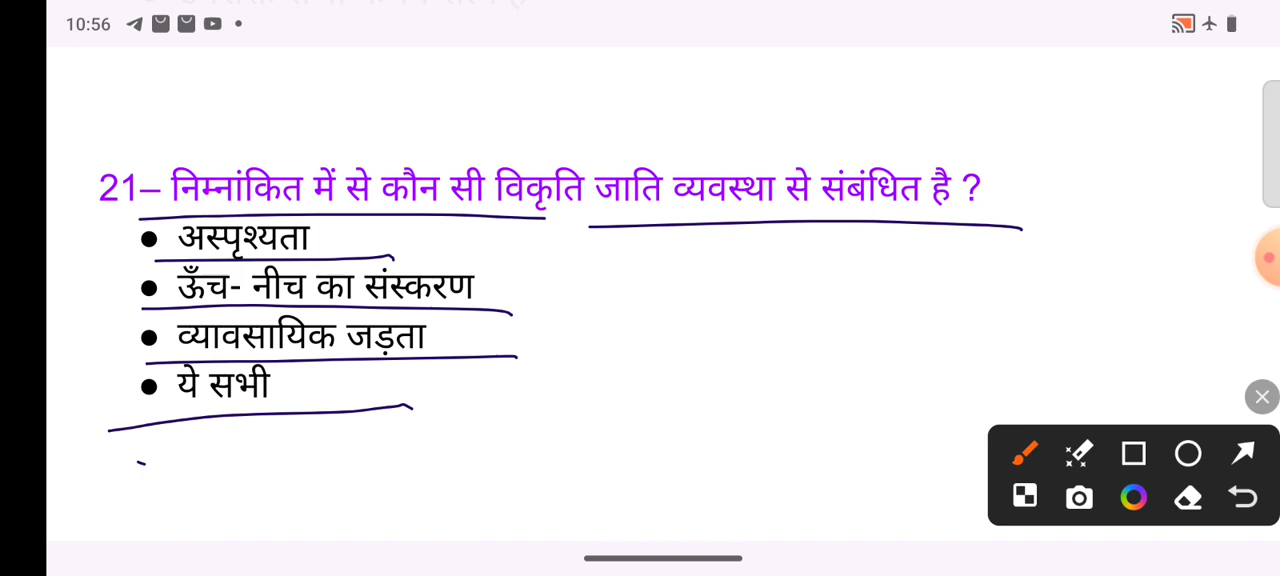 10:56
21– निम्नांकित में से कौन सी विकृति जाति व्यवस्था से संबंधित है ?
● अस्पृश्यता
● ऊँच- नीच का संस्करण
● व्यावसायिक जड़ता
● ये सभी